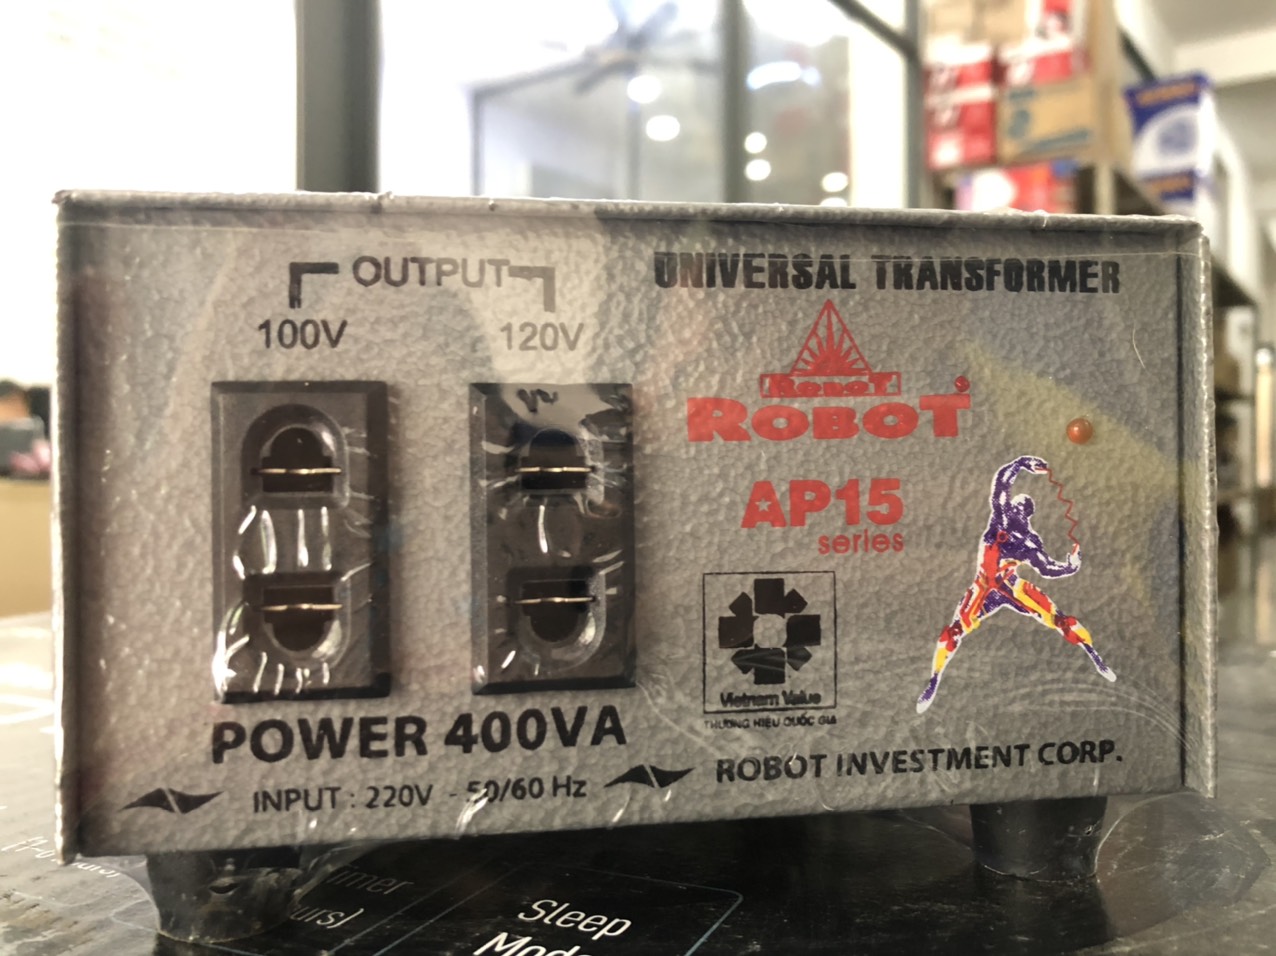 OUTPUT
100V
120V
UNIVERSAL TRANSFORMER
ROBOT
ROBOT
AP15
series
Vietnam Value
THƯƠNG HIỆU QUỐC GIA
POWER 400VA
INPUT : 220V - 50/60 Hz
ROBOT INVESTMENT CORP.
Sleep